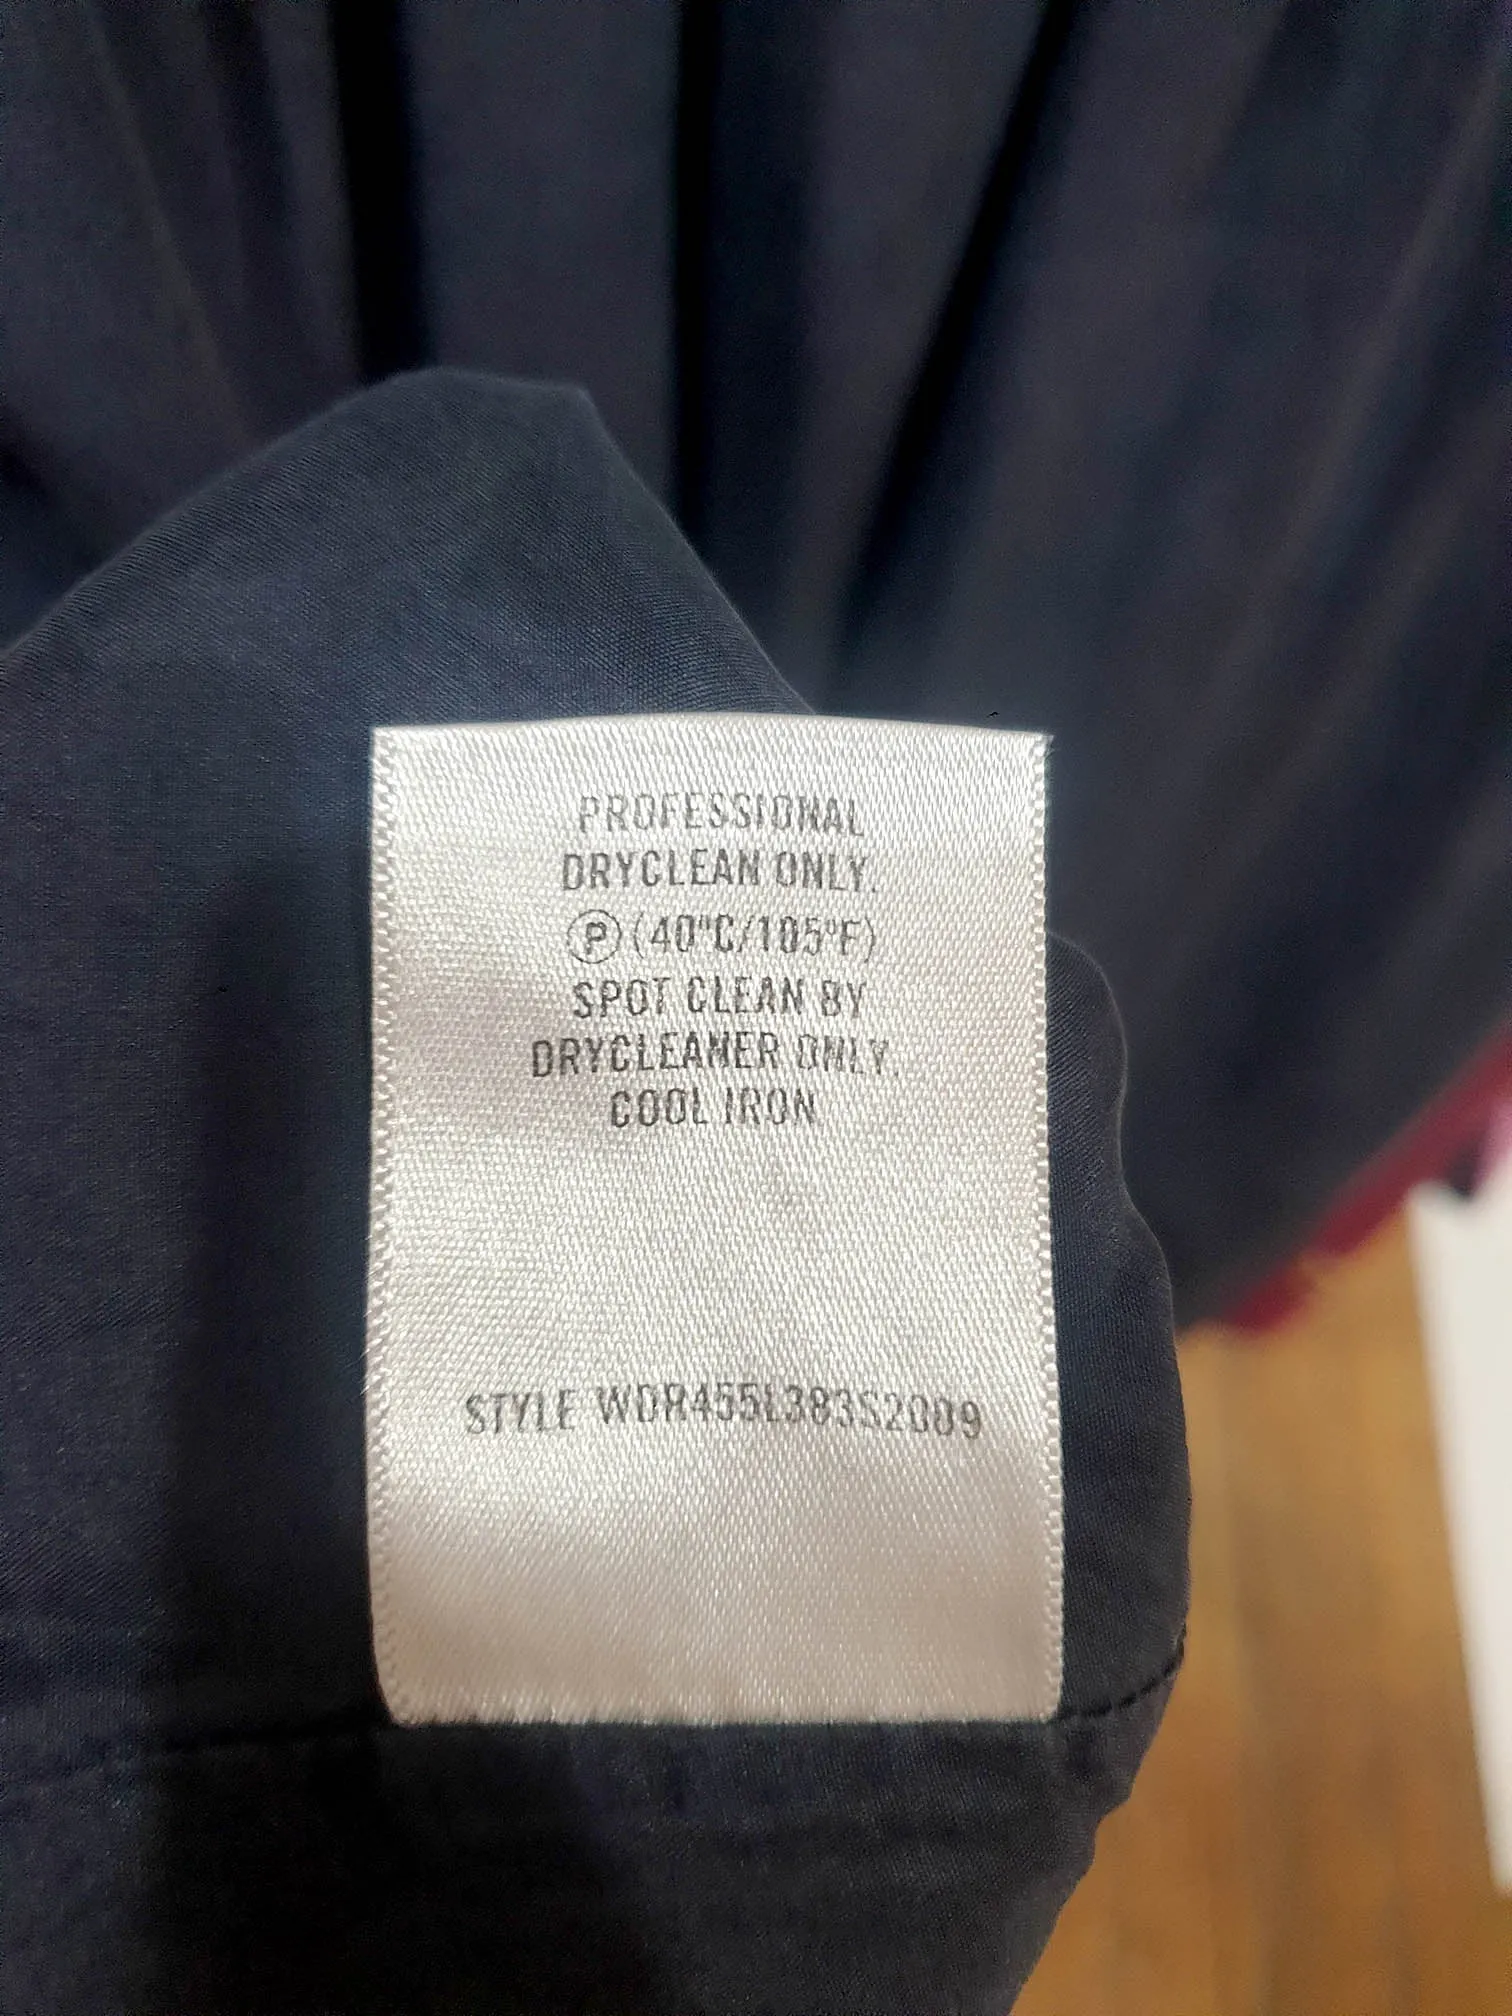 PROFESSIONAL
DRYCLEAN ONLY.
Ⓟ (40°C/105°F)
SPOT CLEAN BY
DRYCLEANER ONLY.
COOL IRON
STYLE WDR455L383S2009